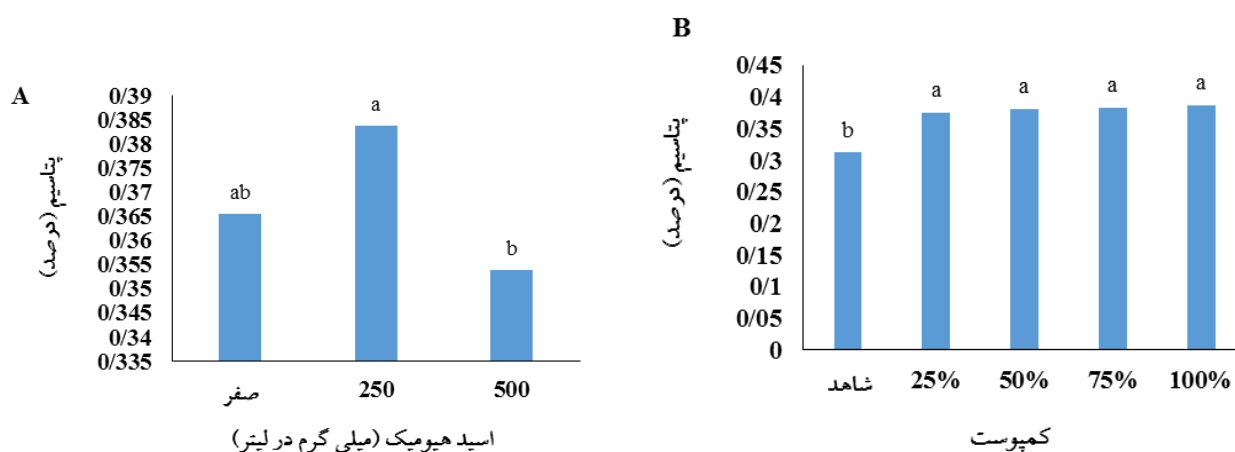 A
پتاسیم (درصد)
0/39
0/385
0/38
0/375
0/37
0/365
0/36
0/355
0/35
0/345
0/34
0/335
ab
a
b
صفر 250 500
اسید هیومیک (میلی گرم در لیتر)
B
پتاسیم (درصد)
0/45
0/4
0/35
0/3
0/25
0/2
0/15
0/1
0/05
0
b
a
a
a
a
شاهد 25% 50% 75% 100%
کمپوست